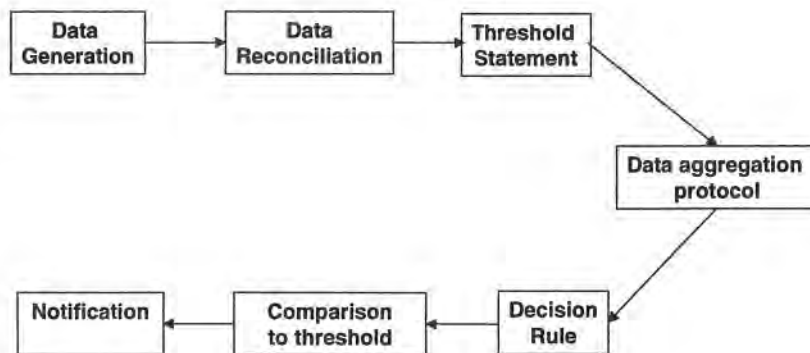 Data
Generation
Data
Reconciliation
Threshold
Statement
Data aggregation
protocol
Decision
Rule
Comparison
to threshold
Notification